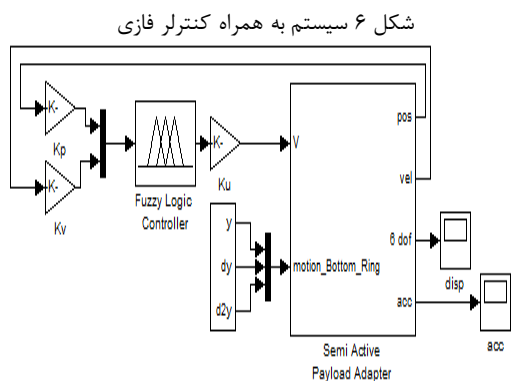 شکل ۶ سیستم به همراه کنترلر فازی
pos
K-
Kp
K-
V
K-
Ku
vel
K-
Kv
Fuzzy Logic
Controller
y
6 dof
dy
motion_Bottom_Ring
disp
d2y
acc
acc
Semi Active
Payload Adapter